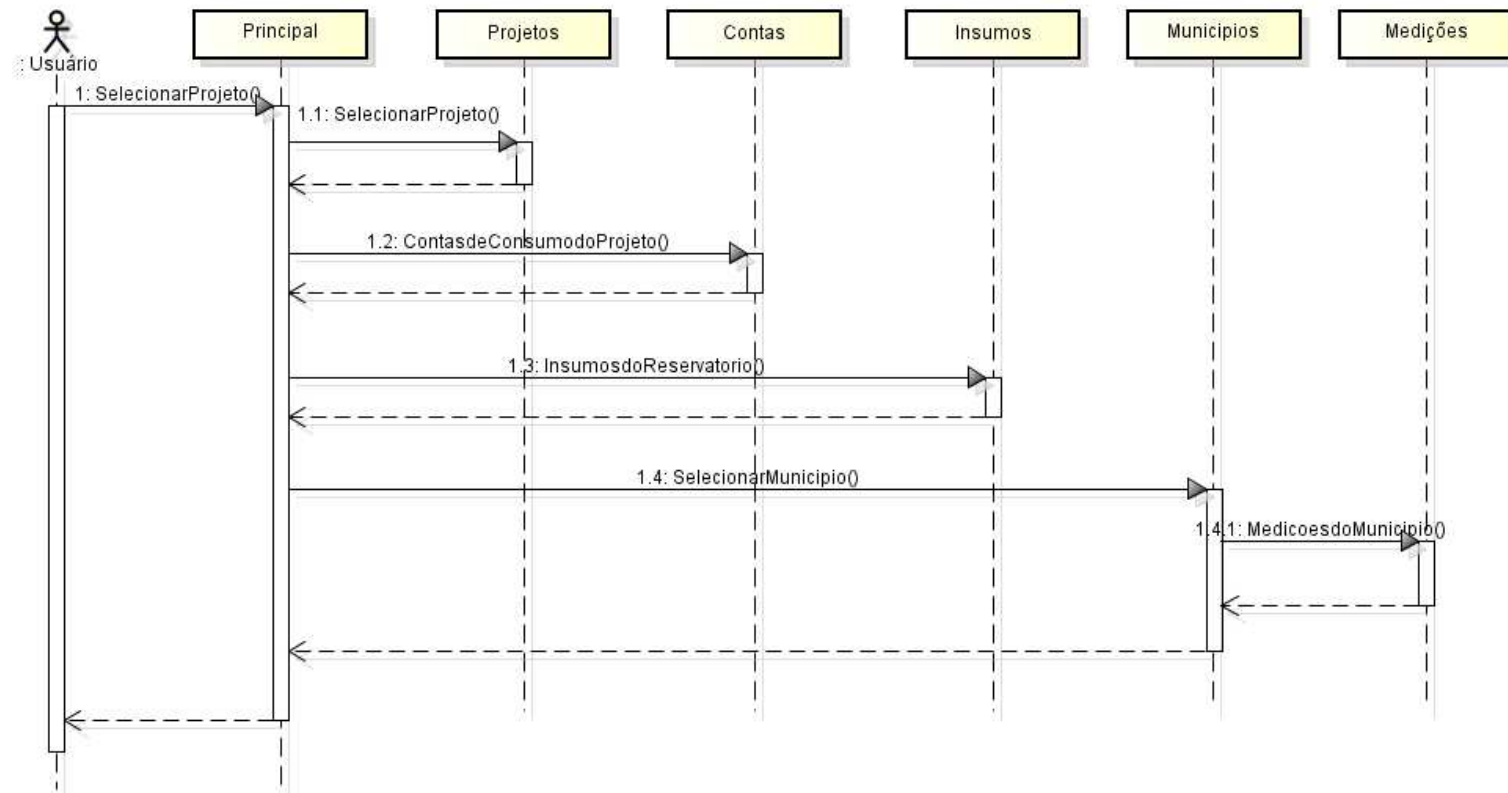 Principal
Projetos
Contas
Insumos
Municipios
Medições
: Usuário
1: SelecionarProjeto()
1.1: SelecionarProjeto()
1.2: ContasdeConsumodoProjeto()
1.3: InsumosdoReservatorio()
1.4: SelecionarMunicipio()
1.4.1: MedicoesdoMunicipio()